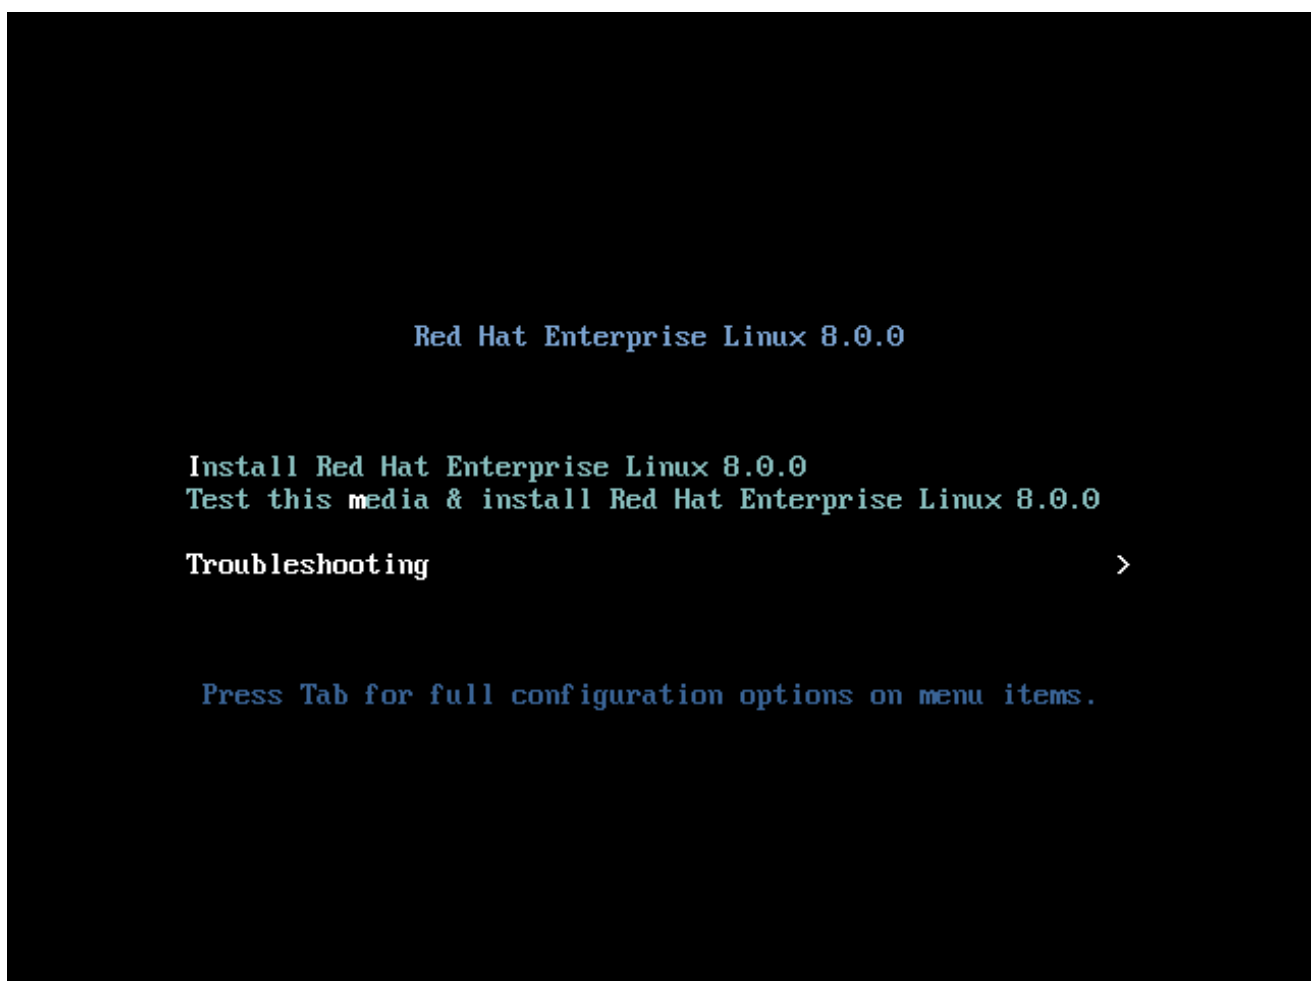 Red Hat Enterprise Linux 8.0.0
Install Red Hat Enterprise Linux 8.0.0
Test this media & install Red Hat Enterprise Linux 8.0.0
Troubleshooting >
Press Tab for full configuration options on menu items.